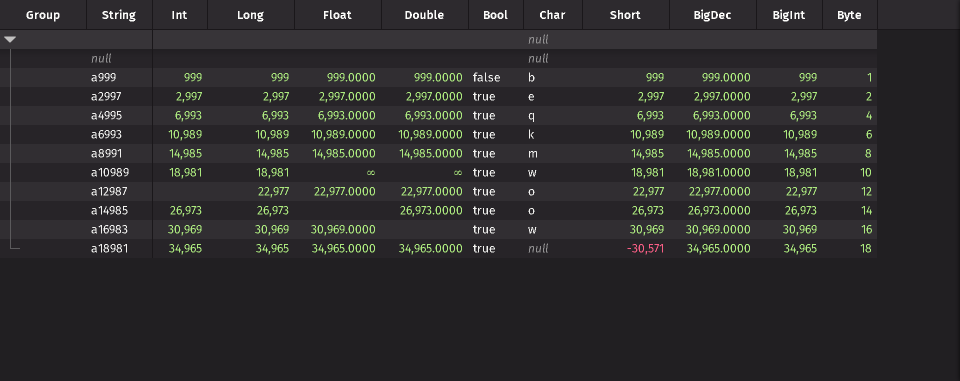 Group String Int Long Float Double Bool Char Short BigDec BigInt Byte
null
null null
a999 999 999 999.0000 999.0000 false b 999 999.0000 999 1
a2997 2,997 2,997 2,997.0000 2,997.0000 true e 2,997 2,997.0000 2,997 2
a4995 6,993 6,993 6,993.0000 6,993.0000 true q 6,993 6,993.0000 6,993 4
a6993 10,989 10,989 10,989.0000 10,989.0000 true k 10,989 10,989.0000 10,989 6
a8991 14,985 14,985 14,985.0000 14,985.0000 true m 14,985 14,985.0000 14,985 8
a10989 18,981 18,981 ∞ ∞ true w 18,981 18,981.0000 18,981 10
a12987 22,977 22,977.0000 22,977.0000 true o 22,977 22,977.0000 22,977 12
a14985 26,973 26,973 26,973.0000 true o 26,973 26,973.0000 26,973 14
a16983 30,969 30,969 30,969.0000 true w 30,969 30,969.0000 30,969 16
a18981 34,965 34,965 34,965.0000 34,965.0000 true null -30,571 34,965.0000 34,965 18